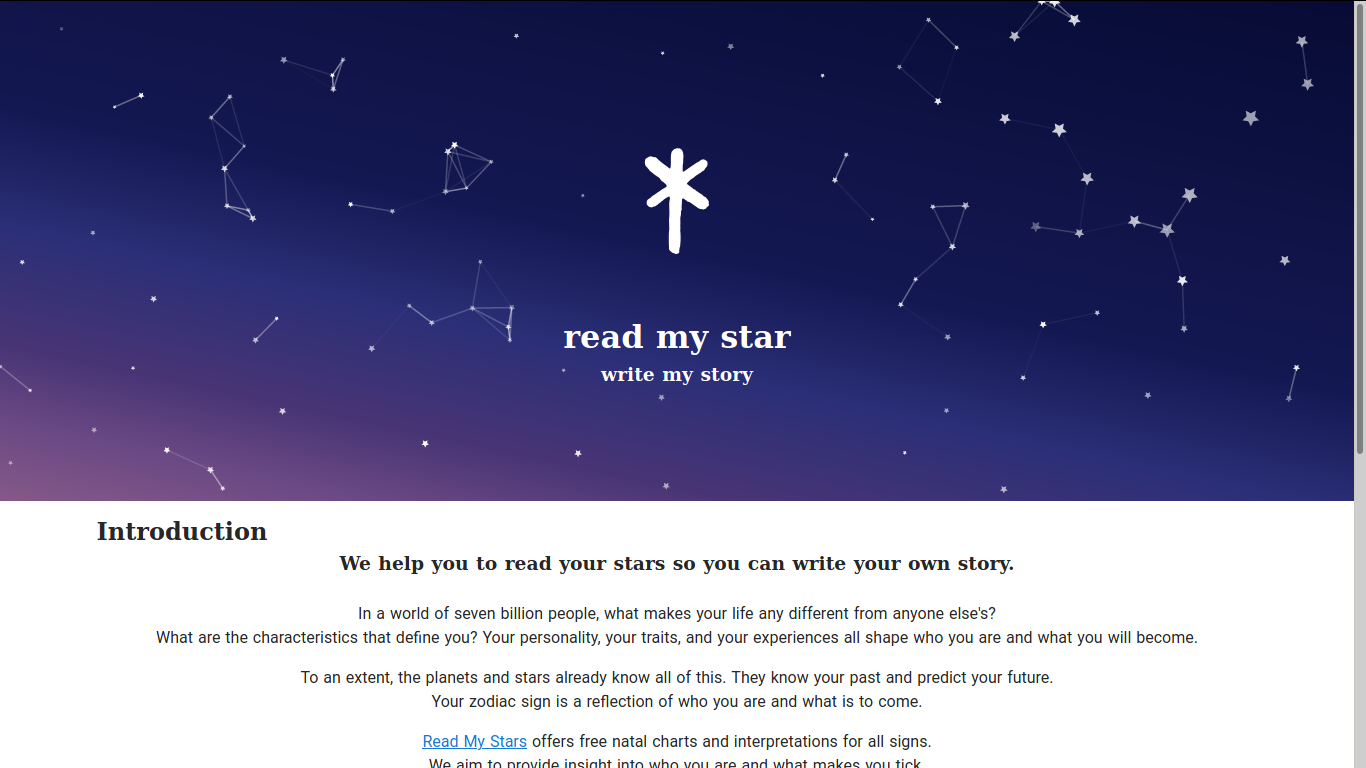 read my star
write my story
Introduction
We help you to read your stars so you can write your own story.
In a world of seven billion people, what makes your life any different from anyone else's?
What are the characteristics that define you? Your personality, your traits, and your experiences all shape who you are and what you will become.
To an extent, the planets and stars already know all of this. They know your past and predict your future.
Your zodiac sign is a reflection of who you are and what is to come.
Read My Stars offers free natal charts and interpretations for all signs.
We aim to provide insight into who you are and what makes you tick.